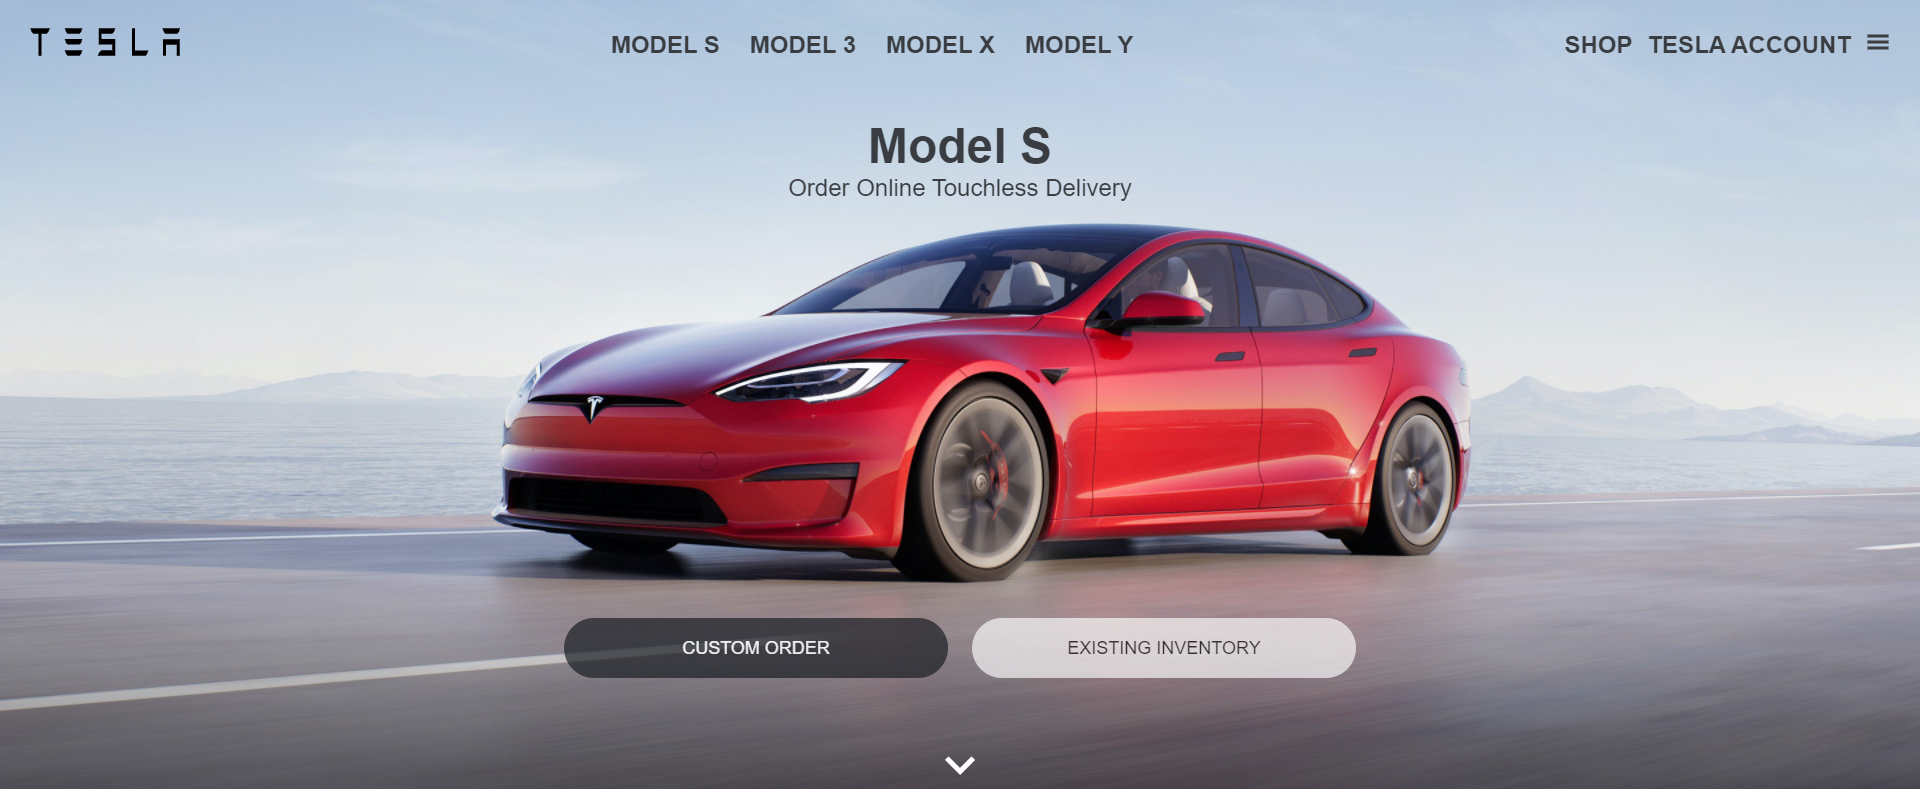 TESLA
MODEL S MODEL 3 MODEL X MODEL Y
SHOP TESLA ACCOUNT
Model S
Order Online Touchless Delivery
CUSTOM ORDER
EXISTING INVENTORY